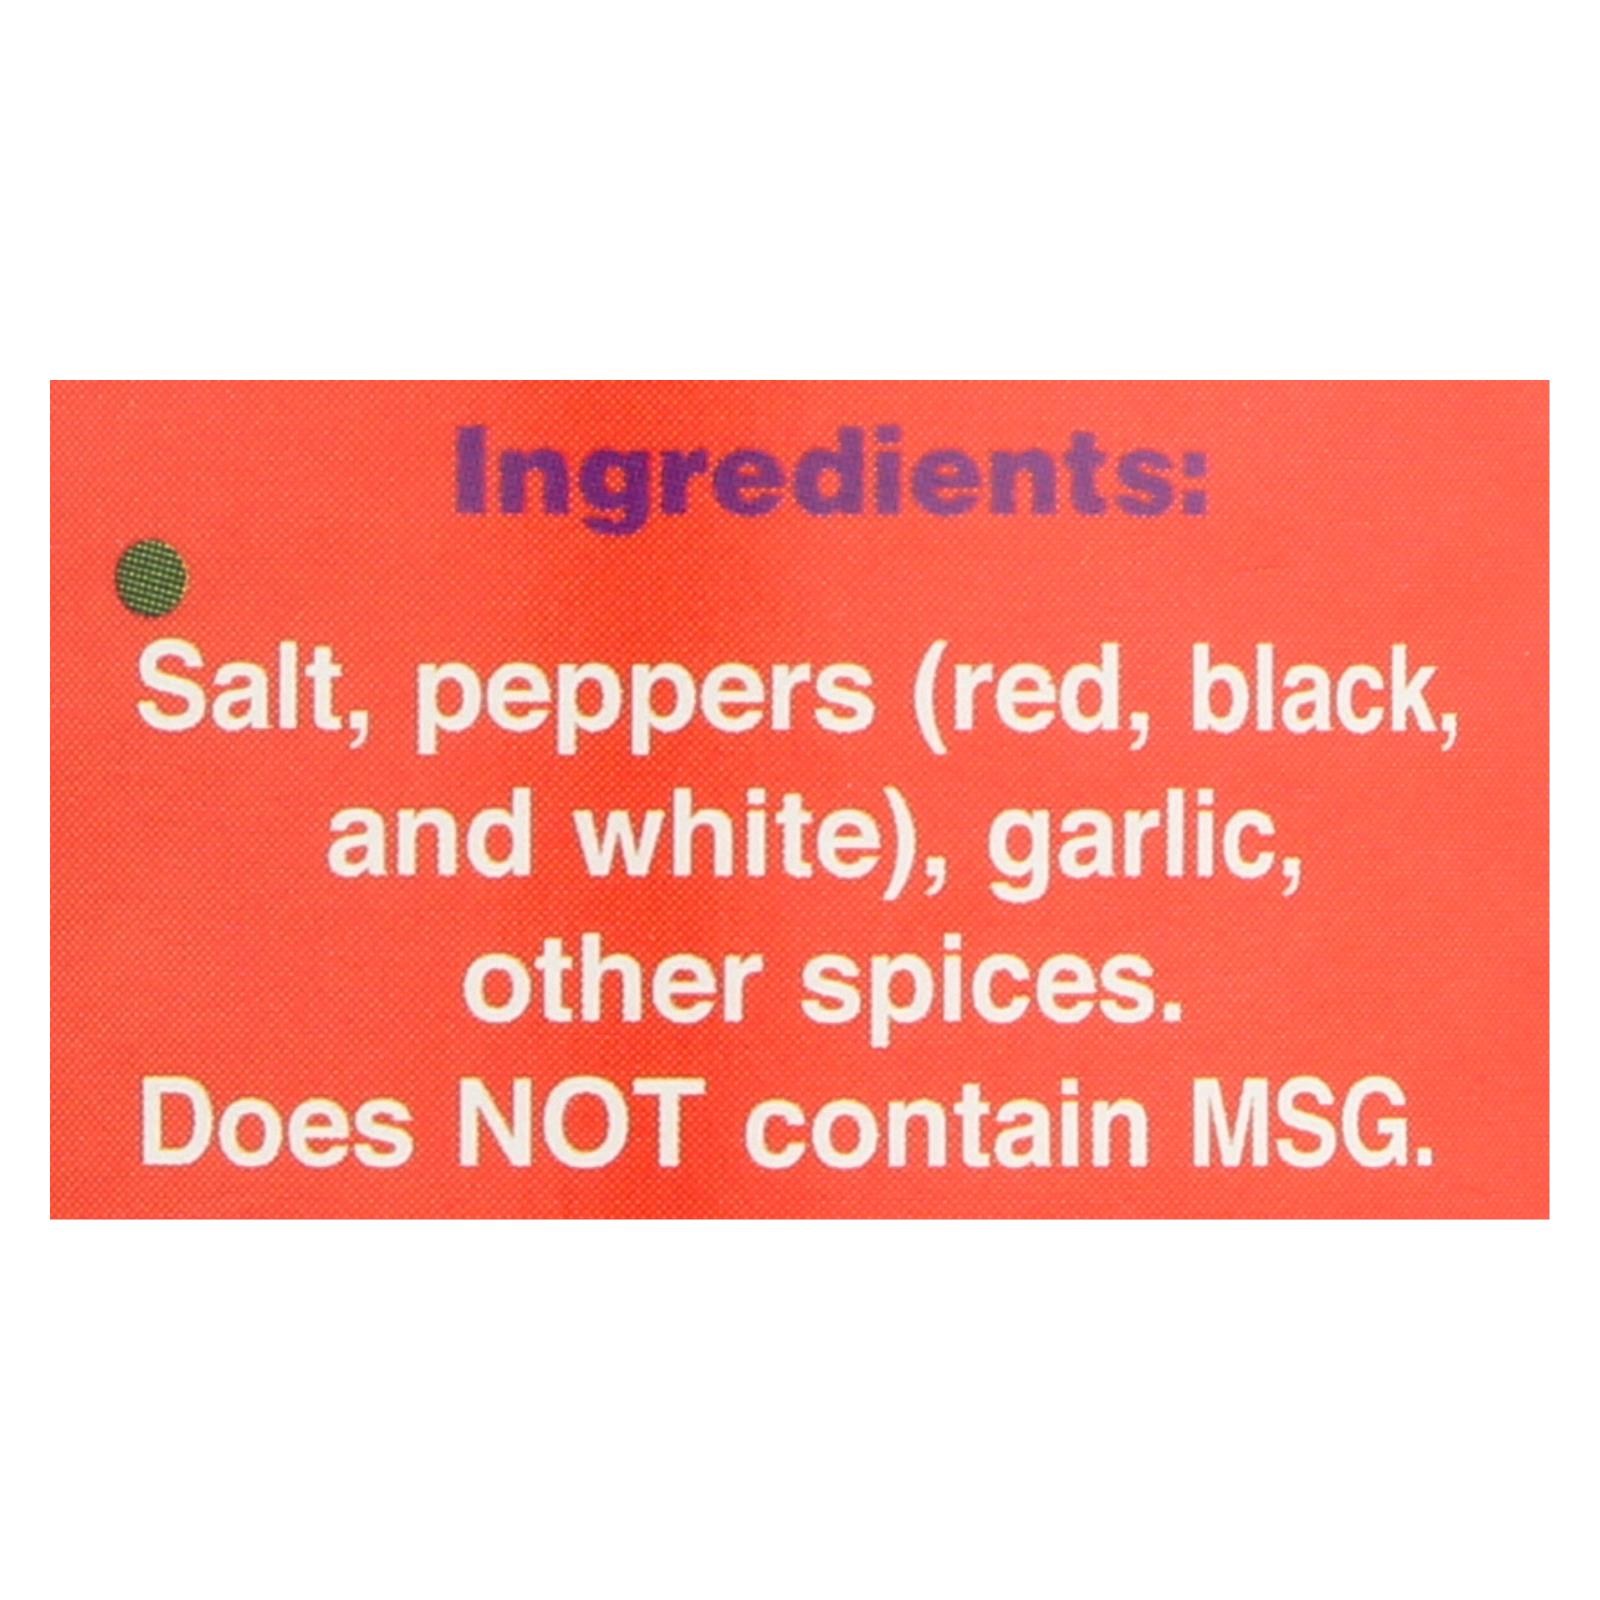 Ingredients:
Salt, peppers (red, black,
and white), garlic,
other spices.
Does NOT contain MSG.